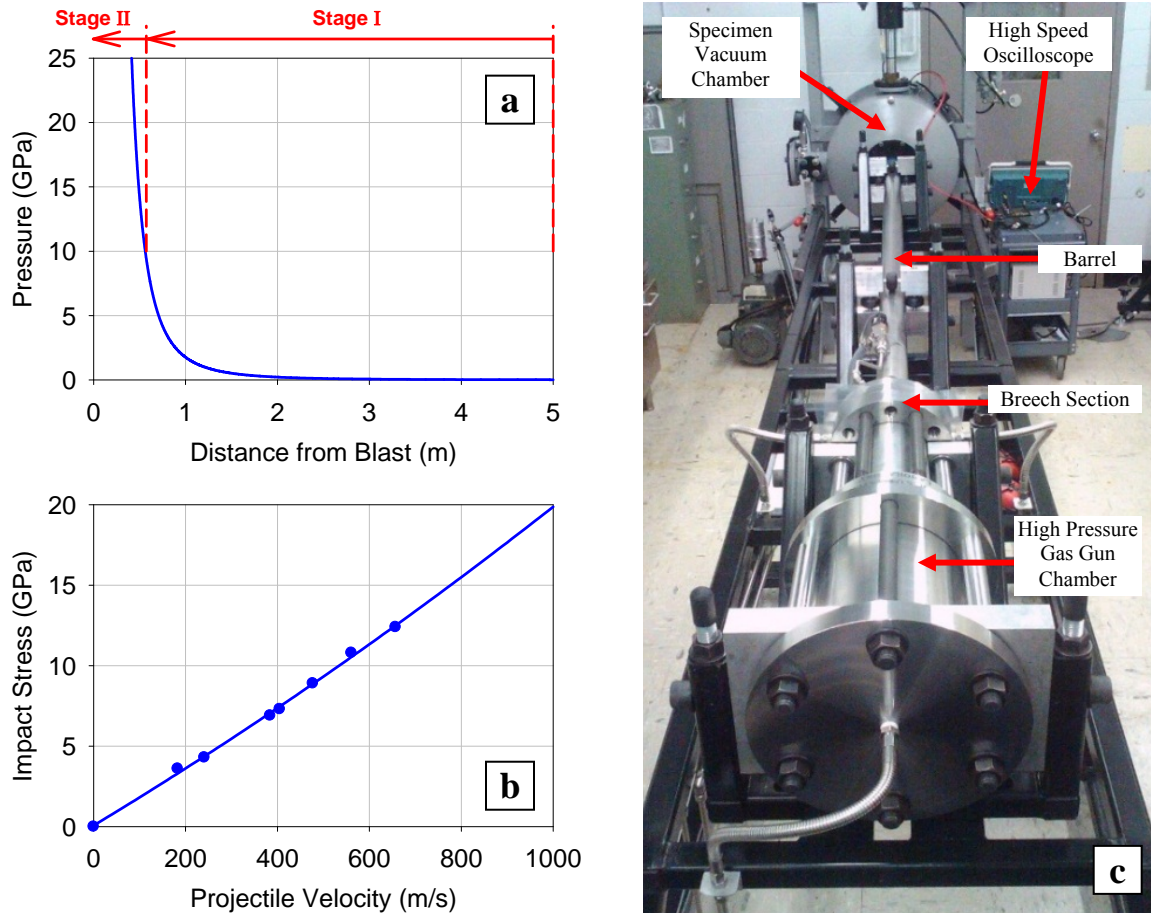 Stage II
Stage I
25
20
15
10
5
0
Pressure (GPa)
a
0
1
2
3
4
5
Distance from Blast (m)
20
15
10
5
0
Impact Stress (GPa)
b
0
200
400
600
800
1000
Projectile Velocity (m/s)
Specimen
Vacuum
Chamber
High Speed
Oscilloscope
Barrel
Breech Section
High Pressure
Gas Gun
Chamber
c